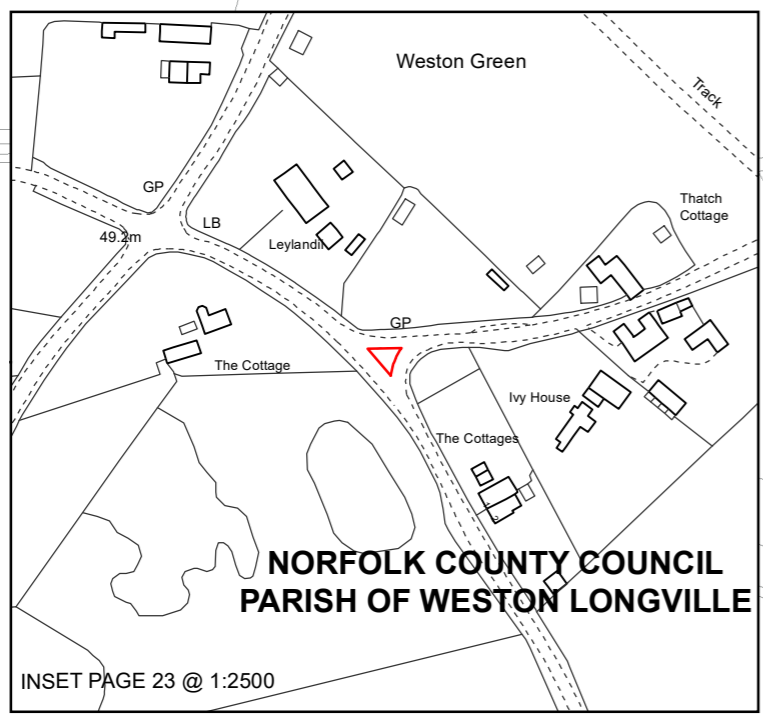 Weston Green
Track
GP
Thatch
Cottage
LB
49.2m
Leylandii
GP
The Cottage
Ivy House
The Cottages
NORFOLK COUNTY COUNCIL
PARISH OF WESTON LONGVILLE
INSET PAGE 23 @ 1:2500